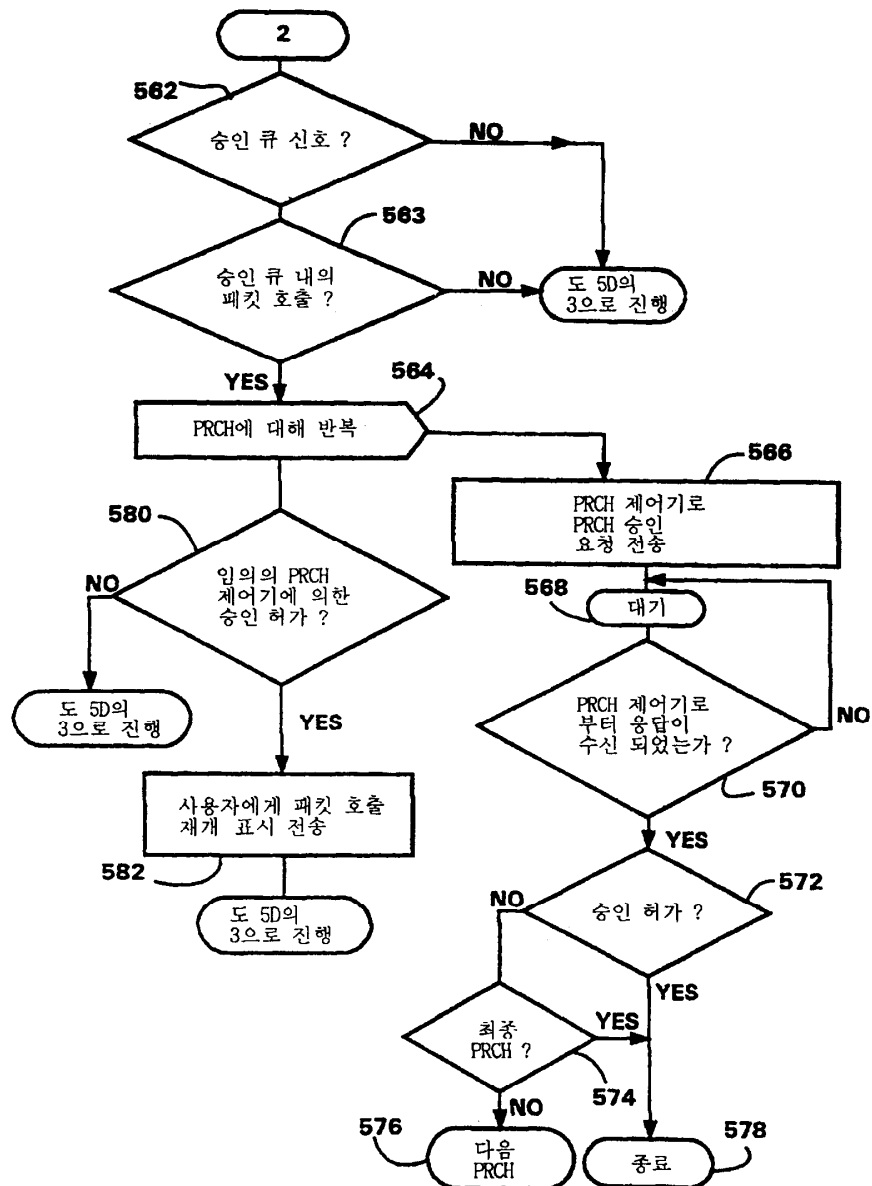 2
562
승인 큐 신호 ?
NO
563
승인 큐 내의
패킷 호출 ?
NO
도 5D의
3으로 진행
YES
564
PRCH에 대해 반복
566
PRCH 제어기로
PRCH 승인
요청 전송
580
임의의 PRCH
제어기에 의한
승인 허가 ?
NO
568
대기
도 5D의
3으로 진행
YES
PRCH 제어기로
부터 응답이
수신 되었는가 ?
NO
570
YES
사용자에게 패킷 호출
재개 표시 전송
582
도 5D의
3으로 진행
572
승인 허가 ?
NO
YES
최종
PRCH ?
YES
574
NO
576
다음
PRCH
종료
578